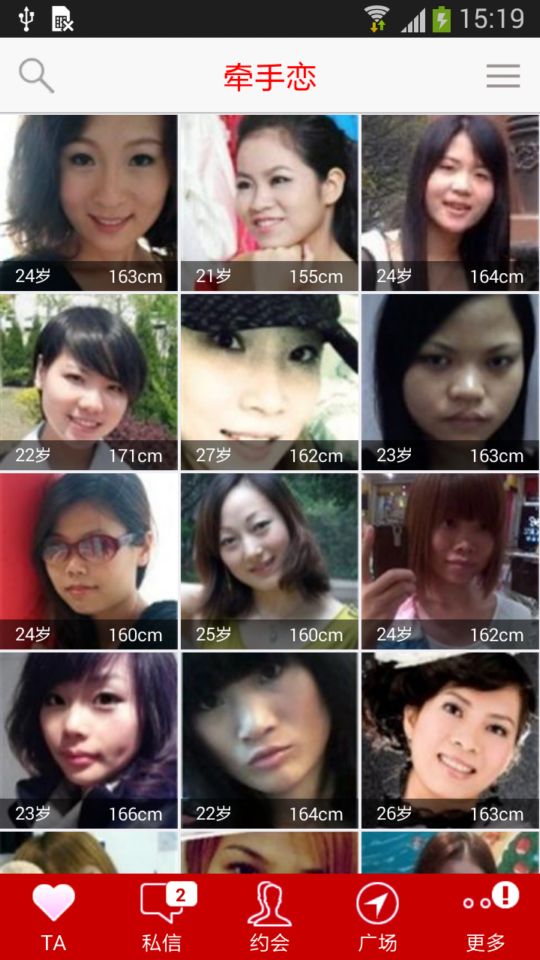 15:19
牵手恋
24岁 163cm
21岁 155cm
24岁 164cm
22岁 171cm
27岁 162cm
23岁 163cm
24岁 160cm
25岁 160cm
24岁 162cm
23岁 166cm
22岁 164cm
26岁 163cm
2
TA
私信
约会
广场
更多